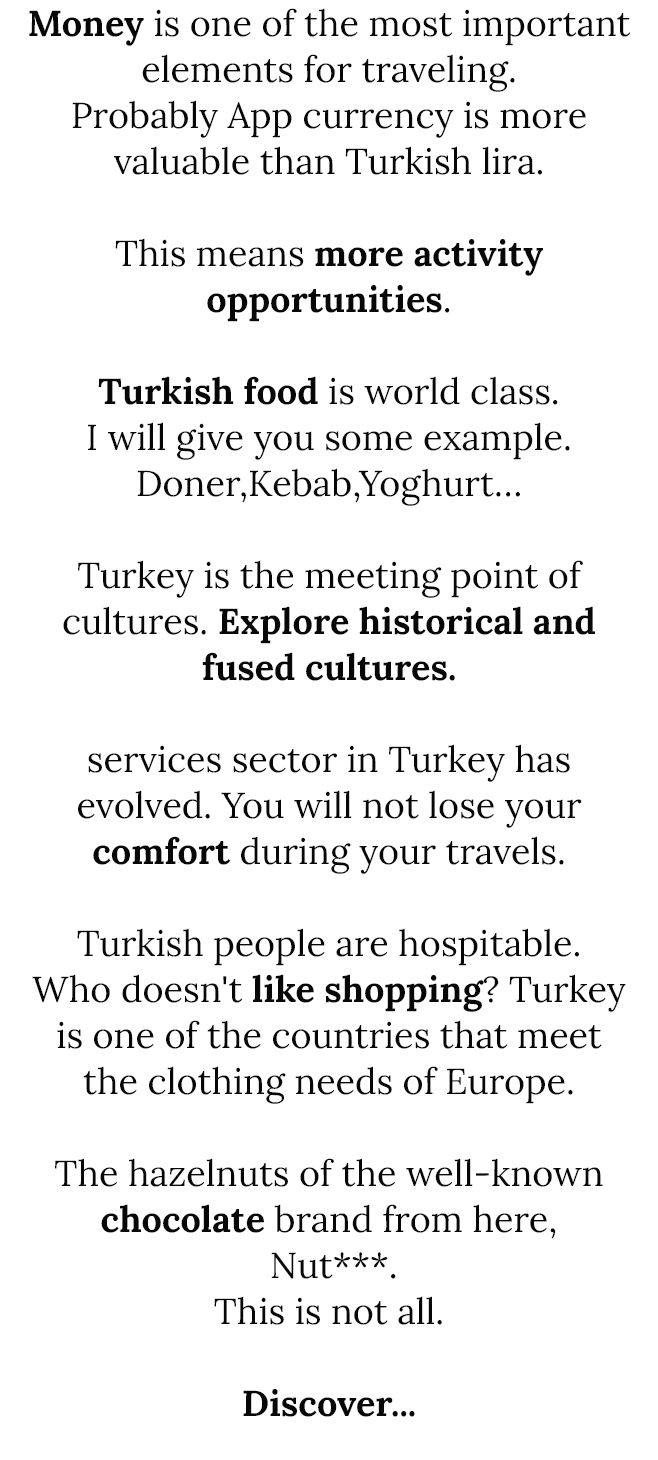 Money is one of the most important
elements for traveling.
Probably App currency is more
valuable than Turkish lira.
This means more activity
opportunities.
Turkish food is world class.
I will give you some example.
Doner,Kebab,Yoghurt...
Turkey is the meeting point of
cultures. Explore historical and
fused cultures.
services sector in Turkey has
evolved. You will not lose your
comfort during your travels.
Turkish people are hospitable.
Who doesn't like shopping? Turkey
is one of the countries that meet
the clothing needs of Europe.
The hazelnuts of the well-known
chocolate brand from here,
Nut***.
This is not all.
Discover...